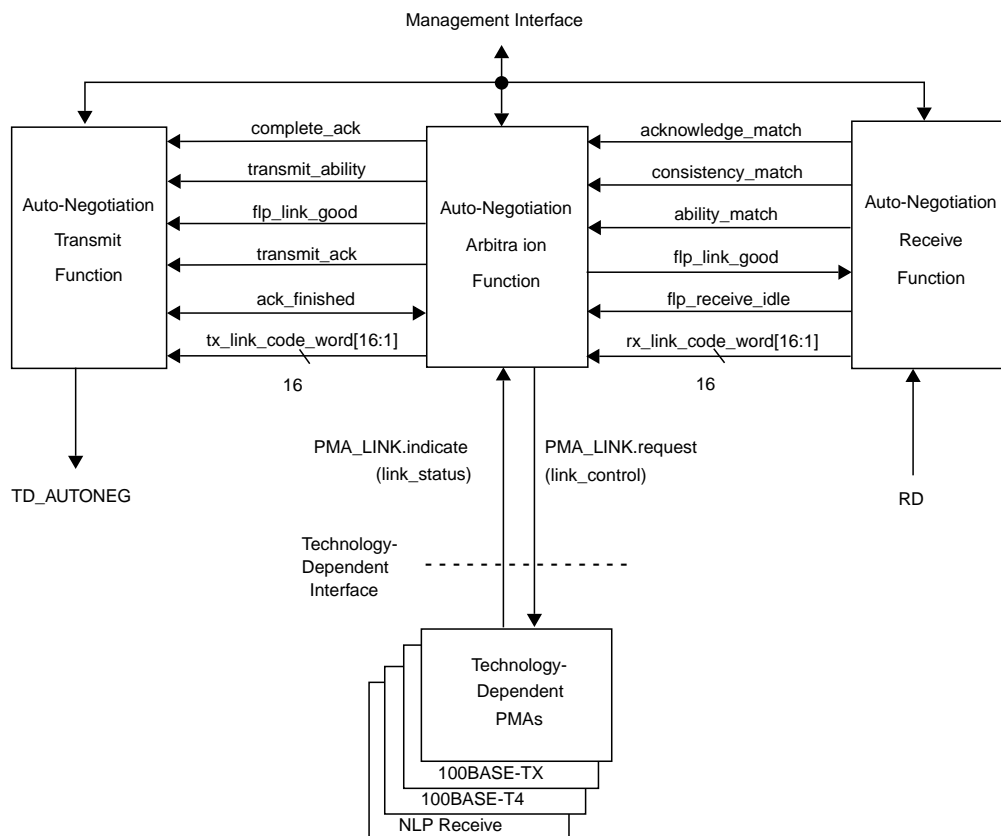 Management Interface
complete_ack
transmit_ability
flp_link_good
transmit_ack
ack_finished
tx_link_code_word[16:1]
16
acknowledge_match
consistency_match
ability_match
flp_link_good
flp_receive_idle
rx_link_code_word[16:1]
16
Auto-Negotiation
Transmit
Function
Auto-Negotiation
Arbitra ion
Function
Auto-Negotiation
Receive
Function
PMA_LINK.indicate
(link_status)
PMA_LINK.request
(link_control)
TD_AUTONEG
RD
Technology-
Dependent
Interface
Technology-
Dependent
PMAs
100BASE-TX
100BASE-T4
NLP Receive